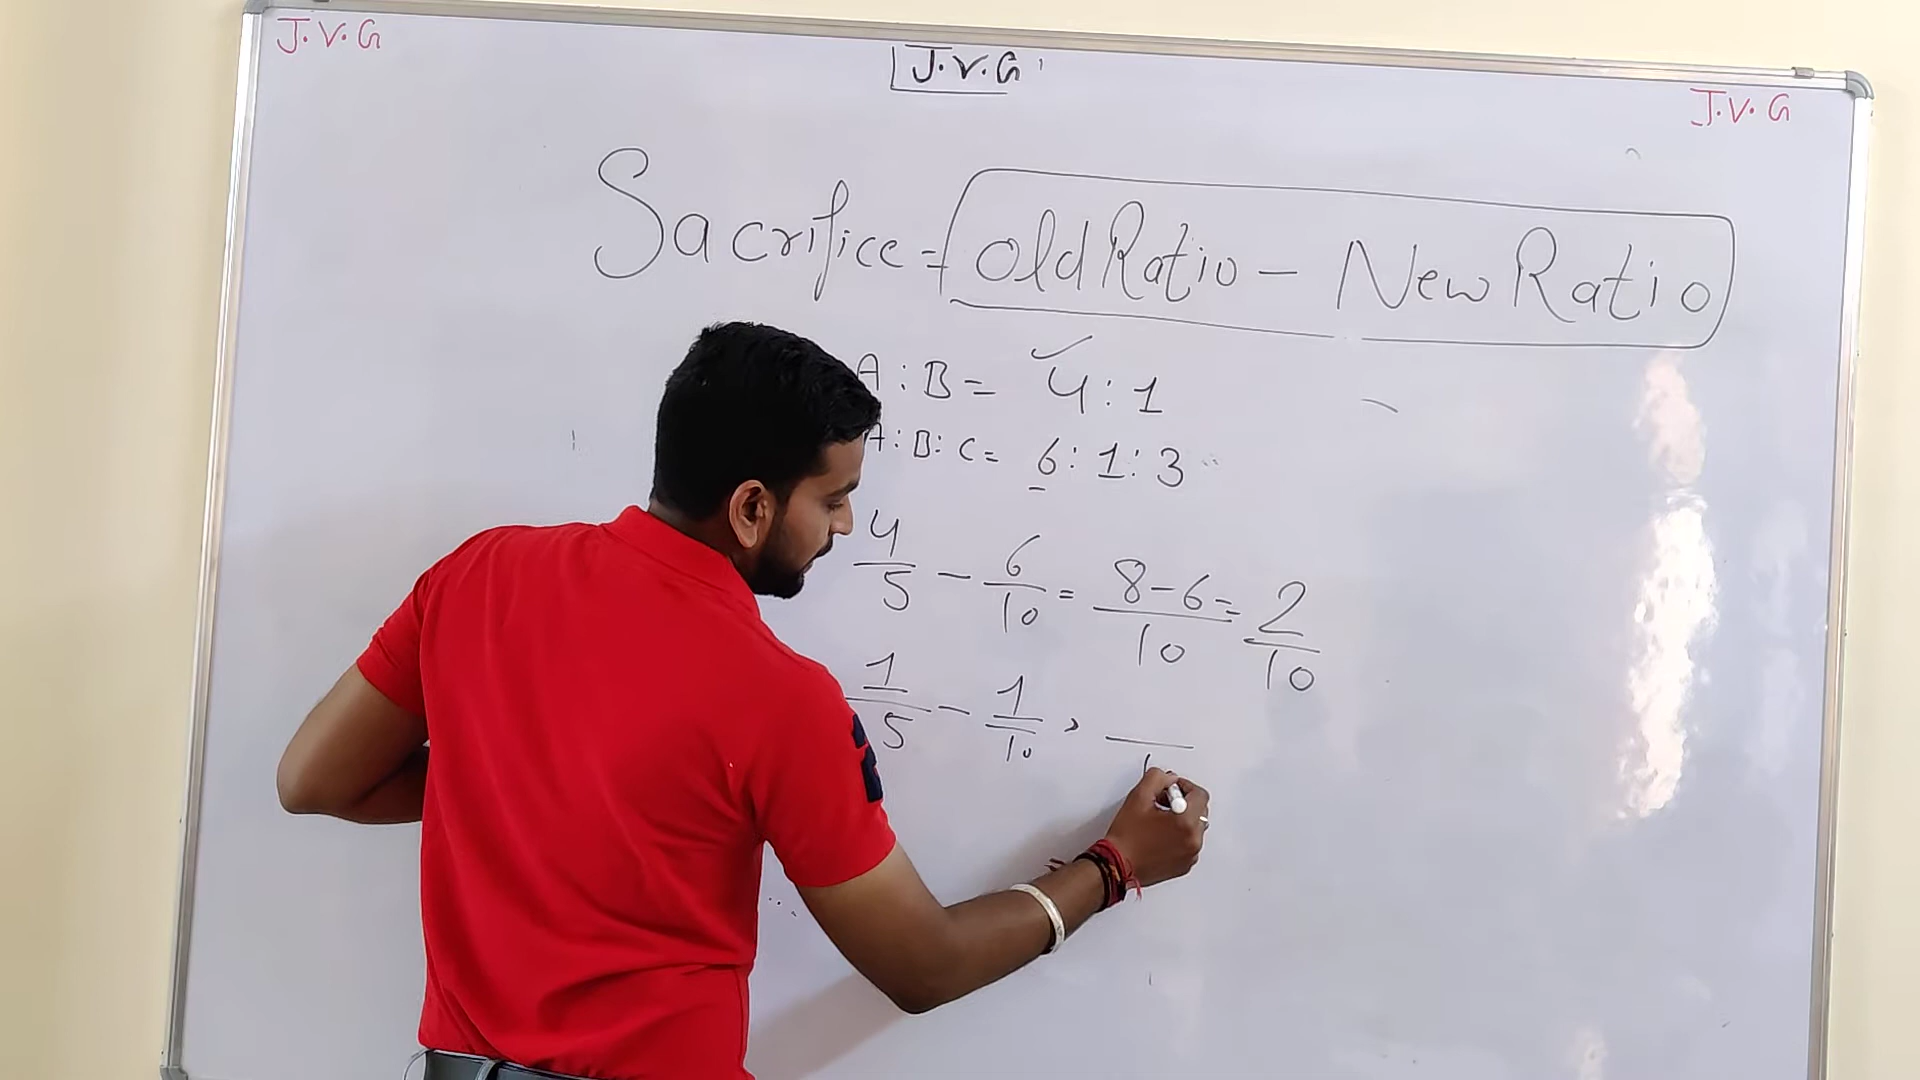 J.V.G
J.V.G
J.V.G
Sacrifice = Old Ratio - New Ratio
A : B = 4 : 1
A : B : C = 6 : 1 : 3
4/5 - 6/10 = 8-6/10 = 2/10
1/5 - 1/10 =